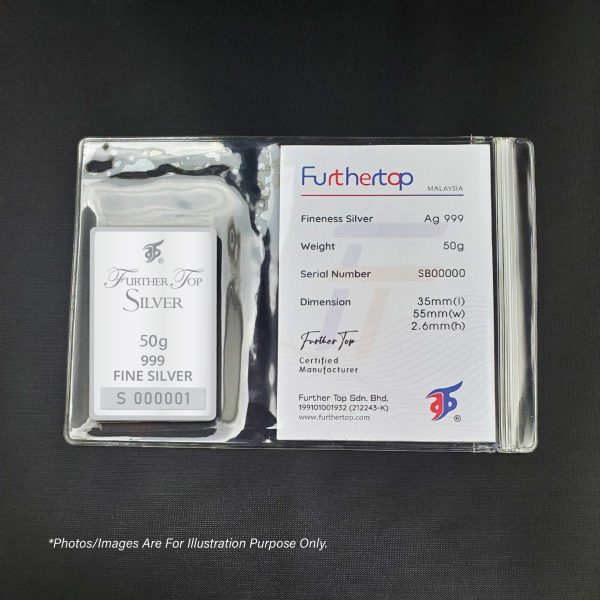 FURTHER TOP
SILVER
50g
999
FINE SILVER
S 000001
Furthertop
MALAYSIA
Fineness Silver Ag 999
Weight 50g
Serial Number SB00000
Dimension 35mm(l)
55mm(w)
2.6mm(h)
Further Top
Certified
Manufacturer
Further Top Sdn. Bhd.
199101001932 (212243-K)
www.furthertop.com
®
®
*Photos/Images Are For Illustration Purpose Only.